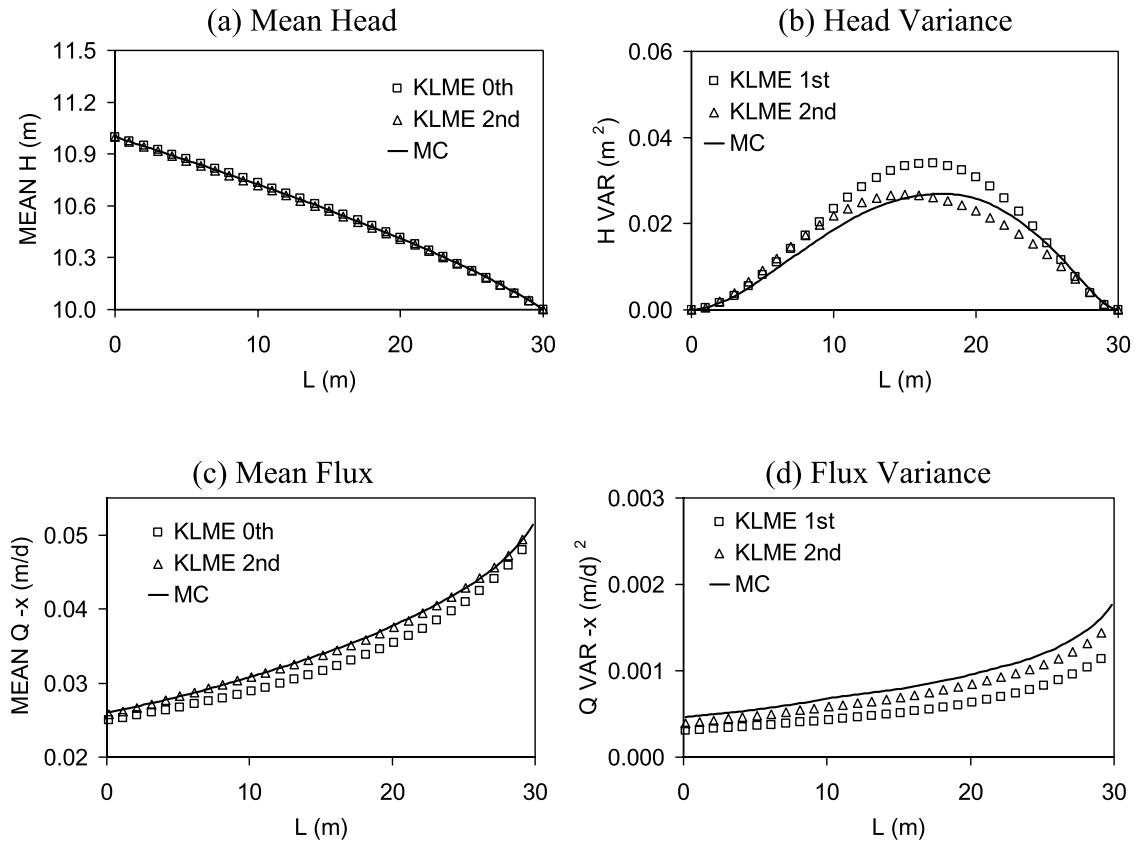 (a) Mean Head
11.5
11.2
10.9
10.6
10.3
10.0
MEAN H (m)
KLME 0th
KLME 2nd
MC
0 10 20 30
L (m)
(b) Head Variance
0.06
0.04
0.02
0.00
H VAR (m 2)
KLME 1st
KLME 2nd
MC
0 10 20 30
L (m)
(c) Mean Flux
0.05
0.04
0.03
0.02
MEAN Q -x (m/d)
KLME 0th
KLME 2nd
MC
0 10 20 30
L (m)
(d) Flux Variance
0.003
0.002
0.001
0.000
Q VAR -x (m/d) 2
KLME 1st
KLME 2nd
MC
0 10 20 30
L (m)